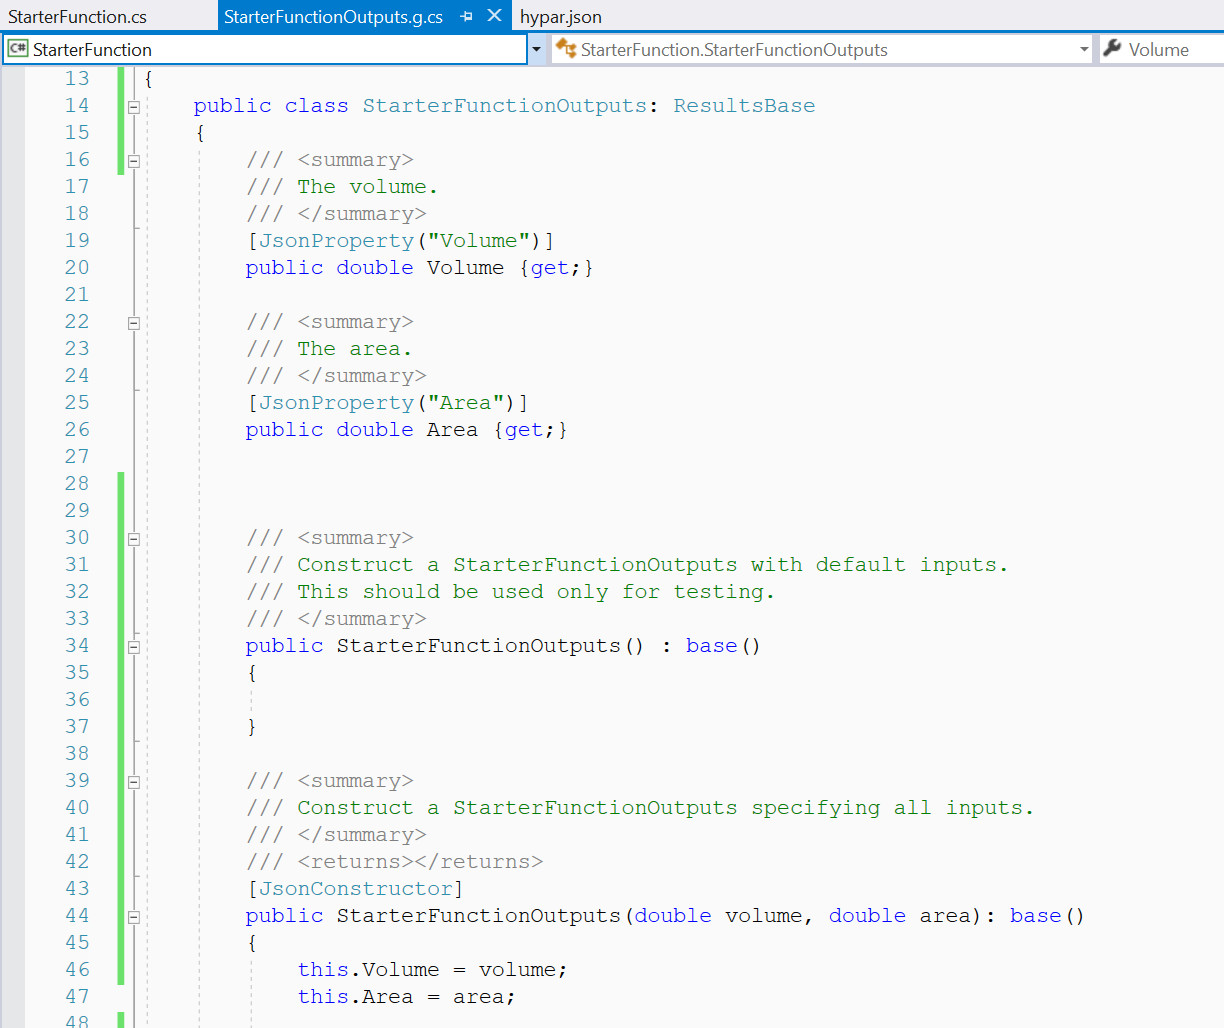 StarterFunction.cs StarterFunctionOutputs.g.cs hypar.json
C# StarterFunction StarterFunction.StarterFunctionOutputs Volume
13 {
14     public class StarterFunctionOutputs: ResultsBase
15     {
16         /// <summary>
17         /// The volume.
18         /// </summary>
19         [JsonProperty("Volume")]
20         public double Volume {get;}
21
22         /// <summary>
23         /// The area.
24         /// </summary>
25         [JsonProperty("Area")]
26         public double Area {get;}
27
28
29
30         /// <summary>
31         /// Construct a StarterFunctionOutputs with default inputs.
32         /// This should be used only for testing.
33         /// </summary>
34         public StarterFunctionOutputs() : base()
35         {
36
37         }
38
39         /// <summary>
40         /// Construct a StarterFunctionOutputs specifying all inputs.
41         /// </summary>
42         /// <returns></returns>
43         [JsonConstructor]
44         public StarterFunctionOutputs(double volume, double area): base()
45         {
46             this.Volume = volume;
47             this.Area = area;
48